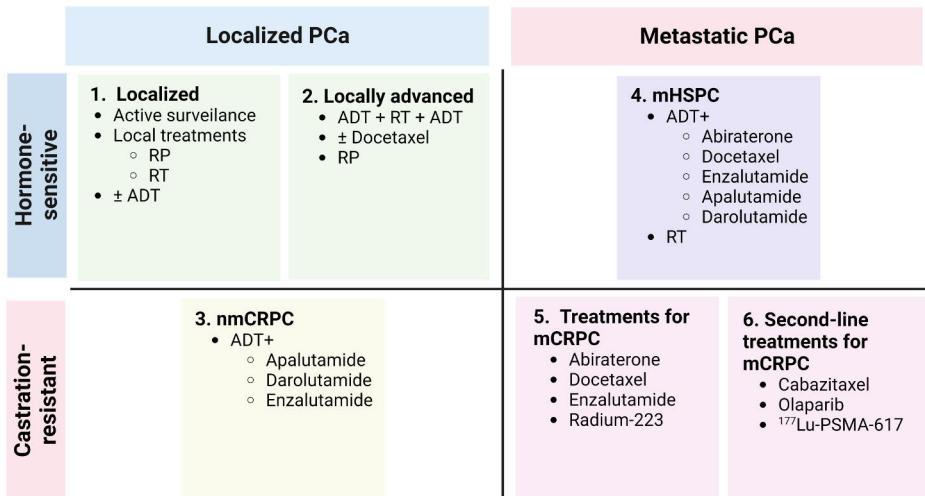 Localized PCa
Metastatic PCa
Hormone-
sensitive
1. Localized
• Active surveilance
• Local treatments
○ RP
○ RT
• ± ADT
2. Locally advanced
• ADT + RT + ADT
• ± Docetaxel
• RP
4. mHSPC
• ADT+
○ Abiraterone
○ Docetaxel
○ Enzalutamide
○ Apalutamide
○ Darolutamide
• RT
Castration-
resistant
3. nmCRPC
• ADT+
○ Apalutamide
○ Darolutamide
○ Enzalutamide
5. Treatments for
mCRPC
• Abiraterone
• Docetaxel
• Enzalutamide
• Radium-223
6. Second-line
treatments for
mCRPC
• Cabazitaxel
• Olaparib
• ¹⁷⁷Lu-PSMA-617